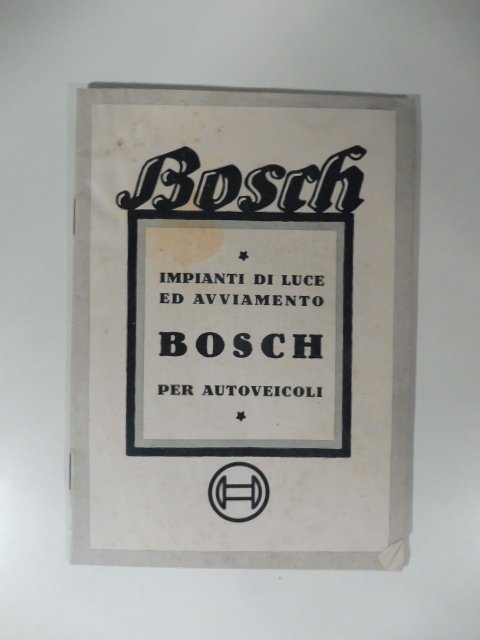 Bosch
IMPIANTI DI LUCE
ED AVVIAMENTO
BOSCH
PER AUTOVEICOLI